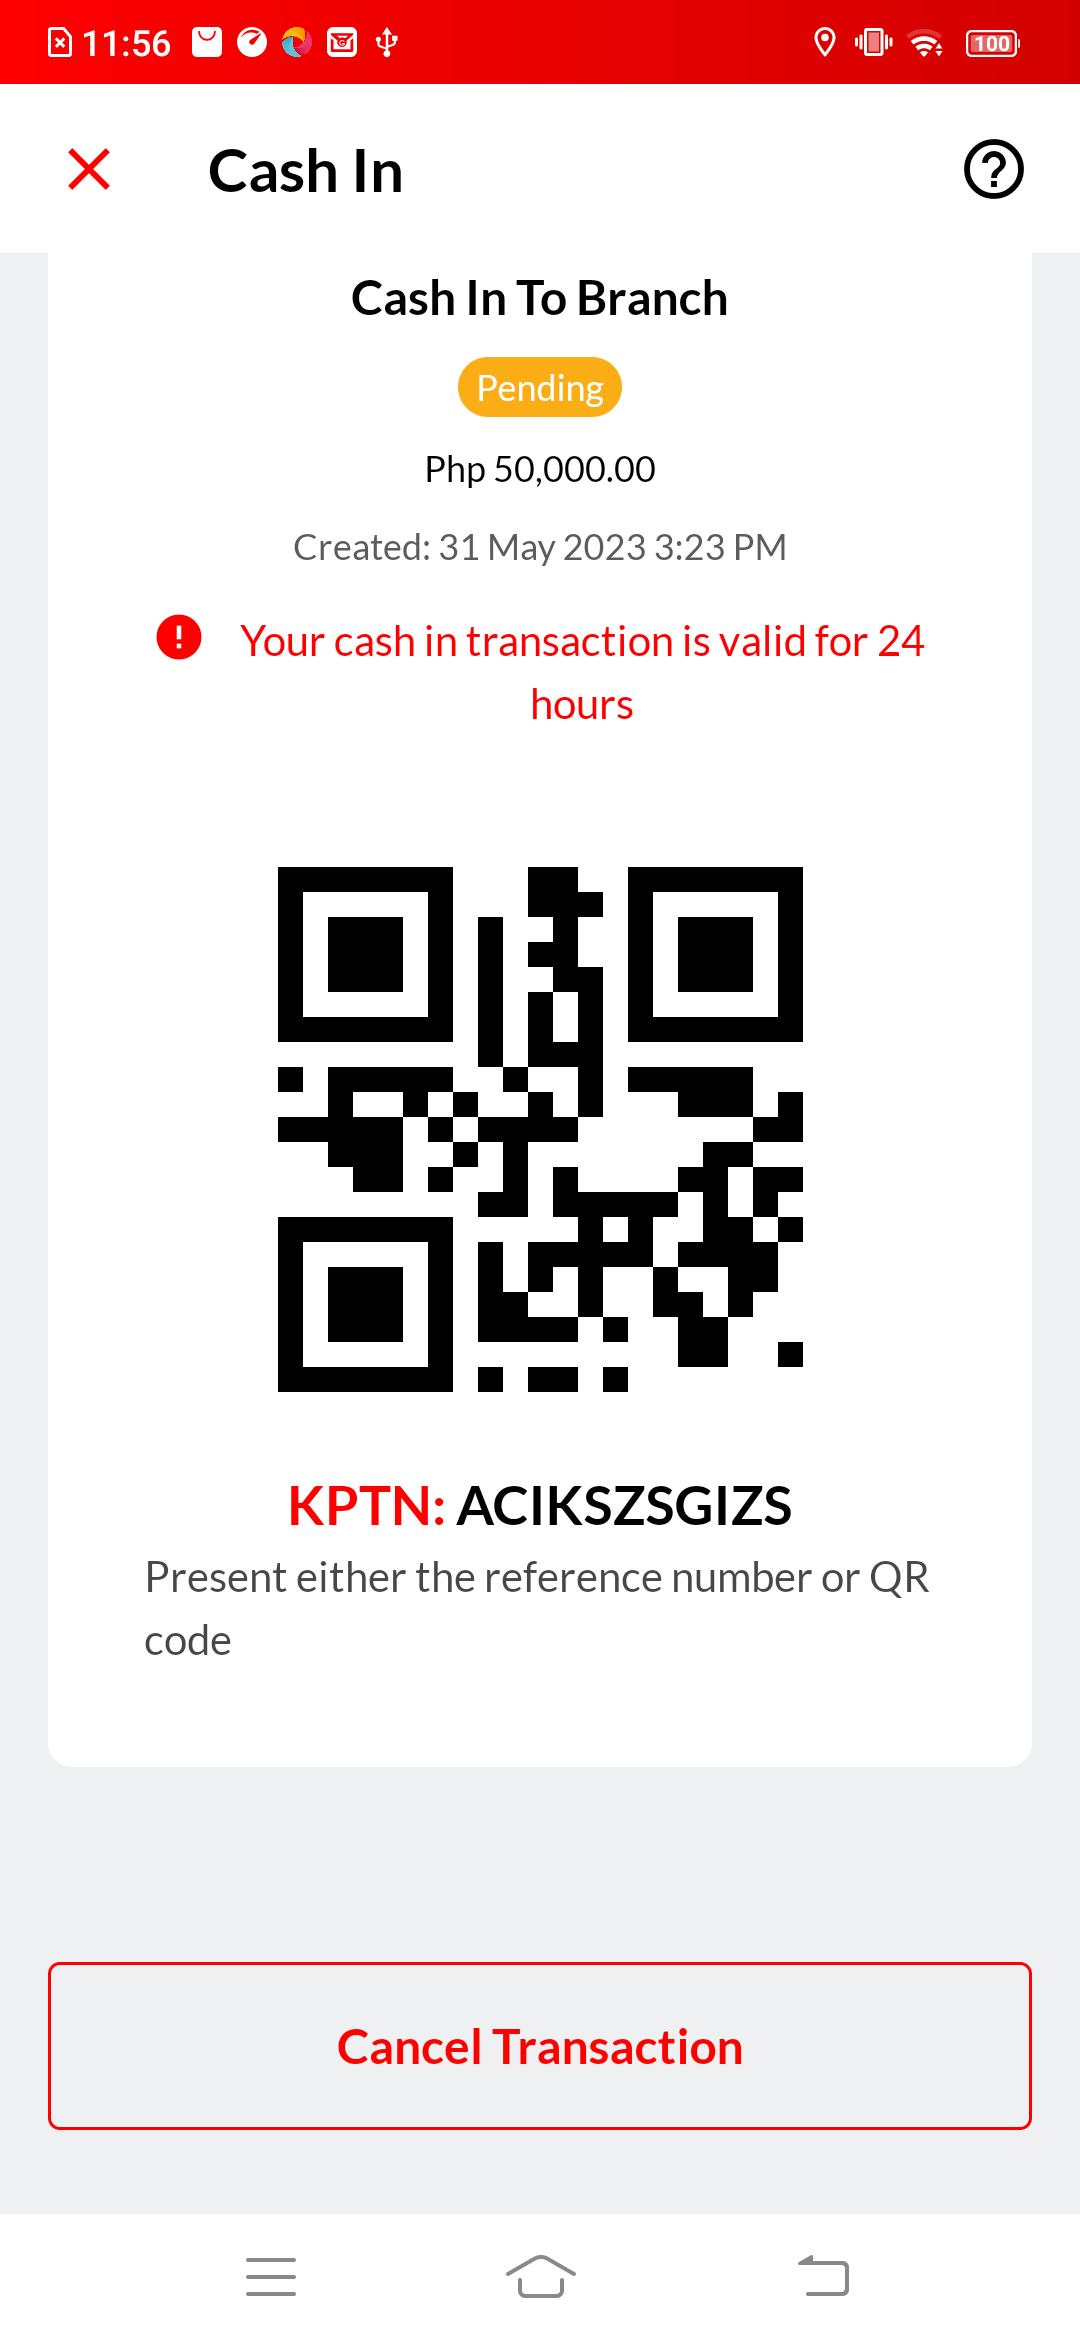 11:56
100
Cash In
Cash In To Branch
Pending
Php 50,000.00
Created: 31 May 2023 3:23 PM
Your cash in transaction is valid for 24
hours
KPTN: ACIKSZSGIZS
Present either the reference number or QR
code
Cancel Transaction